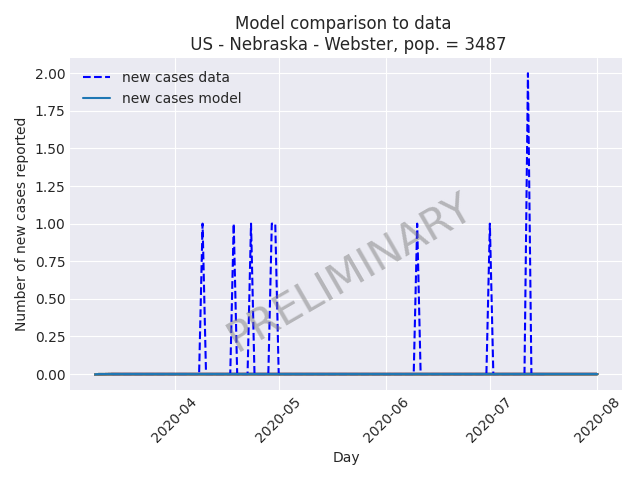 Model comparison to data
US - Nebraska - Webster, pop. = 3487
new cases data
new cases model
Number of new cases reported
2.00
1.75
1.50
1.25
1.00
0.75
0.50
0.25
0.00
PRELIMINARY
2020-04
2020-05
2020-06
2020-07
2020-08
Day